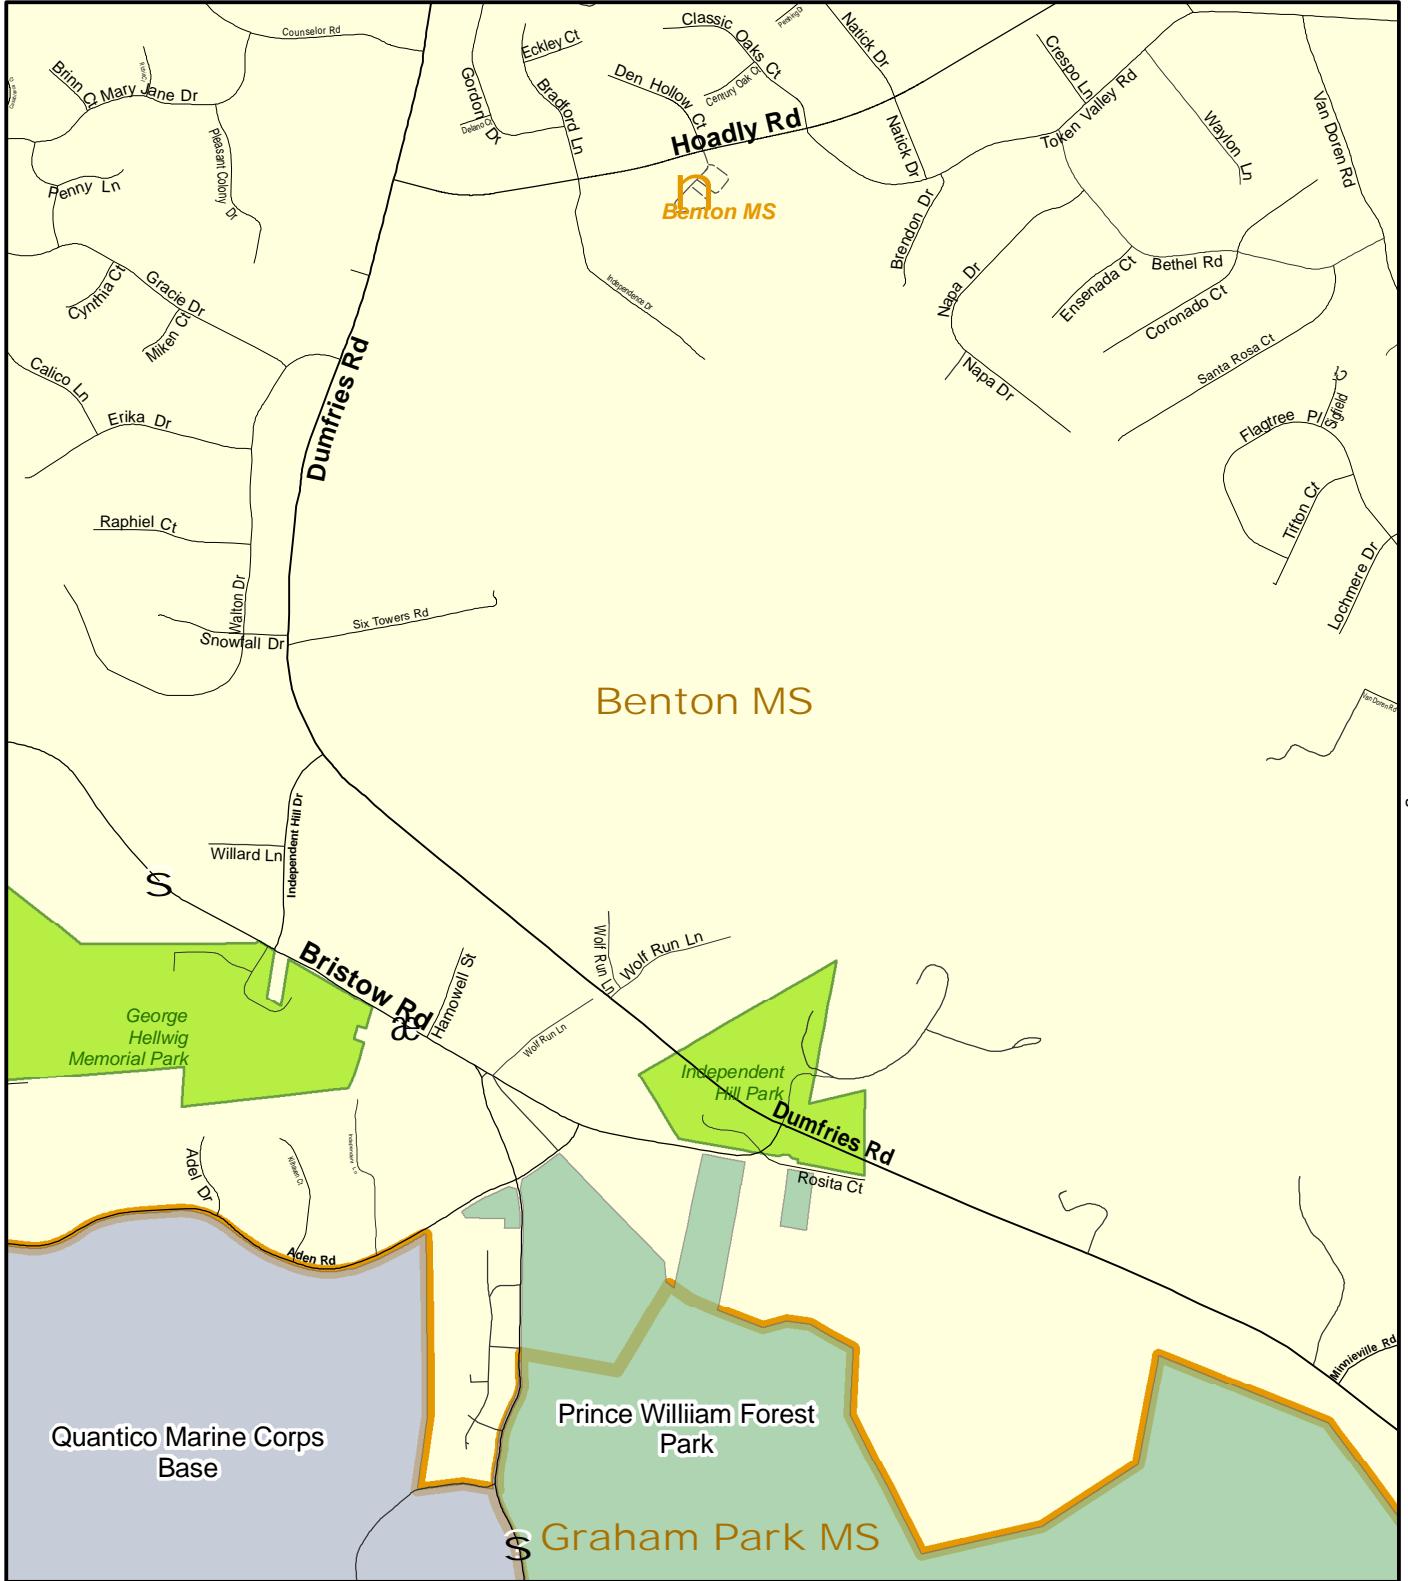 Counselor Rd
Eckley Ct
Classic Oaks Ct
Natick Dr
Brinn Ct
Mary Jane Dr
Gordon Dr
Bradford Ln
Den Hollow Ct
Century Oak Ct
Crespo Ln
Token Valley Rd
Van Doren Rd
Delano Ct
Hoadly Rd
Natick Dr
Waylon Ln
Pleasant Colony Dr
Penny Ln
Benton MS
Brendon Dr
Cynthia Ct
Gracie Dr
Miken Ct
Independence Dr
Napa Dr
Ensenada Ct
Bethel Rd
Coronado Ct
Santa Rosa Ct
Calico Ln
Erika Dr
Dumfries Rd
Napa Dr
Flagtree Pl
Raphiel Ct
Tifton Ct
Lochmere Dr
Walton Dr
Snowfall Dr
Six Towers Rd
Benton MS
Van Doren Rd
Independent Hill Dr
Willard Ln
S
Bristow Rd
Wolf Run Ln
Wolf Run Ln
Hamowell St
æ
Wolf Run Ln
George
Hellwig
Memorial Park
Independent
Hill Park
Dumfries Rd
Rosita Ct
Adel Dr
Independent Ln
Aden Rd
Minnieville Rd
Prince Williiam Forest
Park
Quantico Marine Corps
Base
S
Graham Park MS